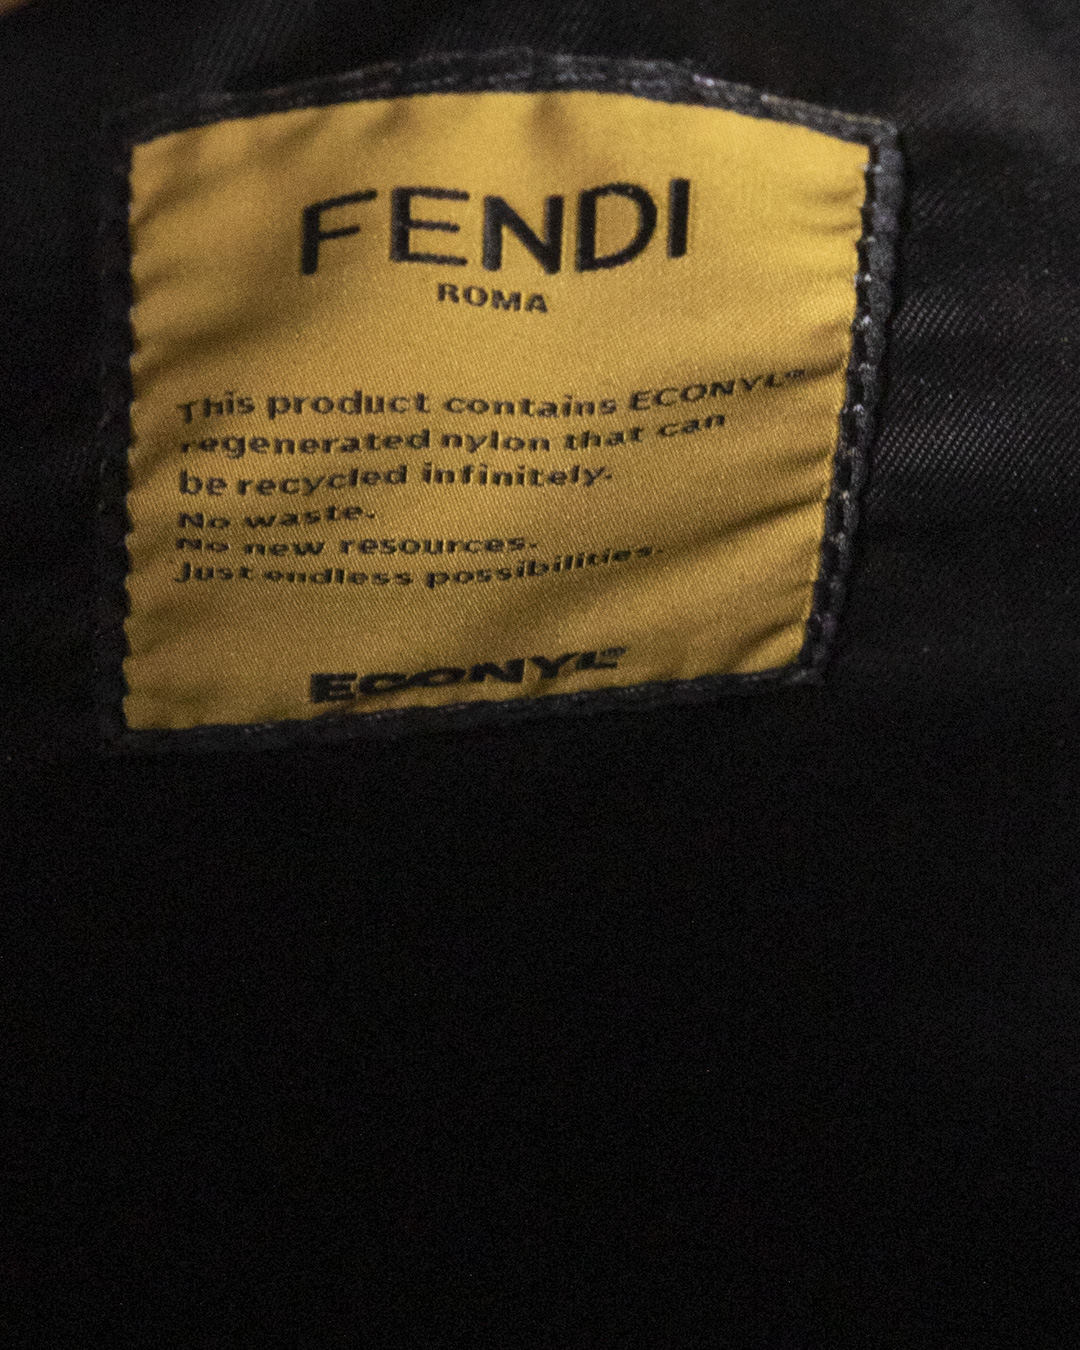 FENDI
ROMA
This product contains ECONYL™
regenerated nylon that can
be recycled infinitely.
No waste.
No new resources.
Just endless possibilities.
ECONYL®